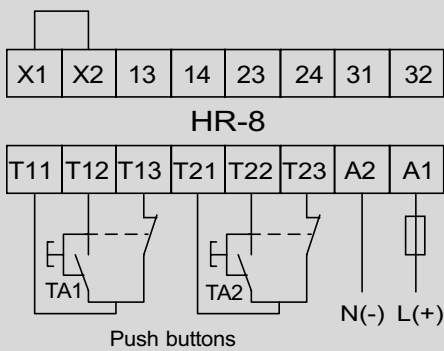 X1 X2 13 14 23 24 31 32
HR-8
T11 T12 T13 T21 T22 T23 A2 A1
TA1 TA2
N(-) L(+)
Push buttons